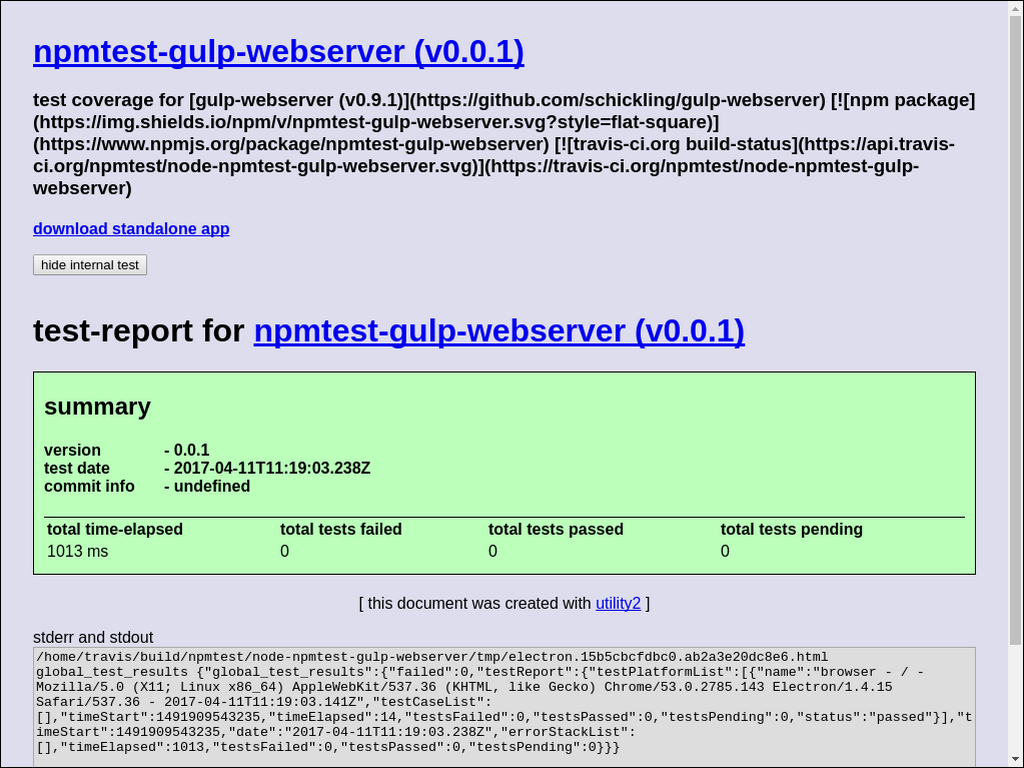 npmtest-gulp-webserver (v0.0.1)
test coverage for [gulp-webserver (v0.9.1)](https://github.com/schickling/gulp-webserver) [![npm package]
(https://img.shields.io/npm/v/npmtest-gulp-webserver.svg?style=flat-square)]
(https://www.npmjs.org/package/npmtest-gulp-webserver) [![travis-ci.org build-status](https://api.travis-
ci.org/npmtest/node-npmtest-gulp-webserver.svg)](https://travis-ci.org/npmtest/node-npmtest-gulp-
webserver)
download standalone app
hide internal test
test-report for npmtest-gulp-webserver (v0.0.1)
summary
version - 0.0.1
test date - 2017-04-11T11:19:03.238Z
commit info - undefined
total time-elapsed total tests failed total tests passed total tests pending
1013 ms 0 0 0
[ this document was created with utility2 ]
stderr and stdout
/home/travis/build/npmtest/node-npmtest-gulp-webserver/tmp/electron.15b5cbcfdbc0.ab2a3e20dc8e6.html
global_test_results {"global_test_results":{"failed":0,"testReport":{"testPlatformList":[{"name":"browser - / -
Mozilla/5.0 (X11; Linux x86_64) AppleWebKit/537.36 (KHTML, like Gecko) Chrome/53.0.2785.143 Electron/1.4.15
Safari/537.36 - 2017-04-11T11:19:03.141Z","testCaseList":
[],"timeStart":1491909543235,"timeElapsed":14,"testsFailed":0,"testsPassed":0,"testsPending":0,"status":"passed"}],"t
imeStart":1491909543235,"date":"2017-04-11T11:19:03.238Z","errorStackList":
[],"timeElapsed":1013,"testsFailed":0,"testsPassed":0,"testsPending":0}}}